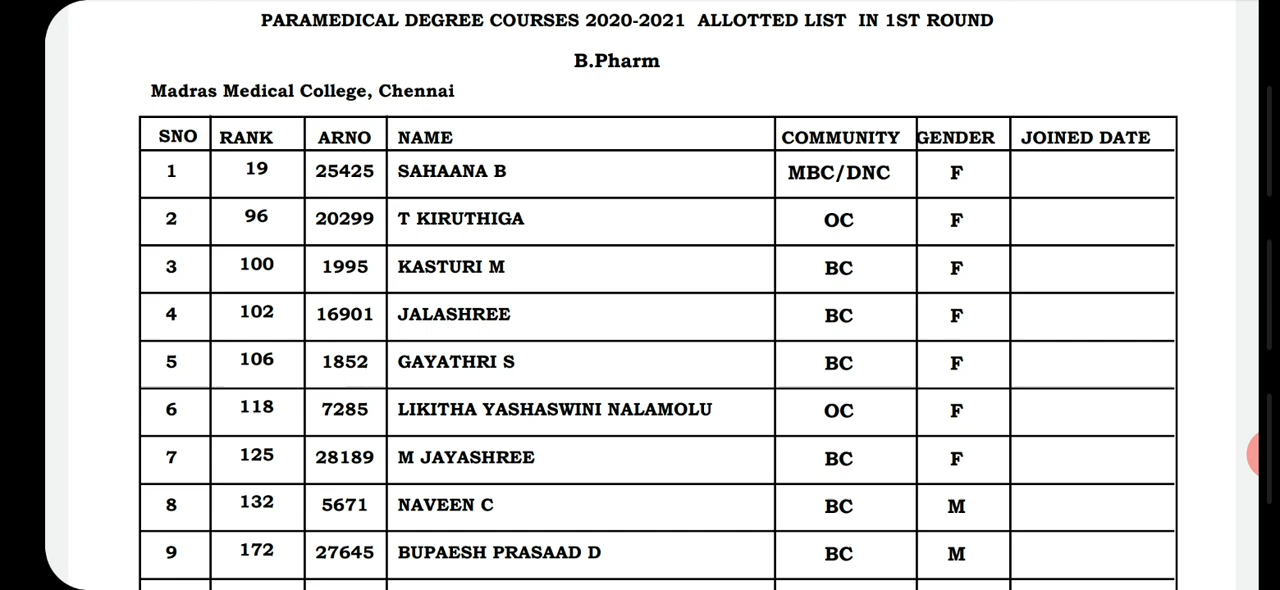 PARAMEDICAL DEGREE COURSES 2020-2021 ALLOTTED LIST IN 1ST ROUND
B.Pharm
Madras Medical College, Chennai
SNO RANK ARNO NAME COMMUNITY GENDER JOINED DATE
1 19 25425 SAHAANA B MBC/DNC F
2 96 20299 T KIRUTHIGA OC F
3 100 1995 KASTURI M BC F
4 102 16901 JALASHREE BC F
5 106 1852 GAYATHRI S BC F
6 118 7285 LIKITHA YASHASWINI NALAMOLU OC F
7 125 28189 M JAYASHREE BC F
8 132 5671 NAVEEN C BC M
9 172 27645 BUPAESH PRASAAD D BC M